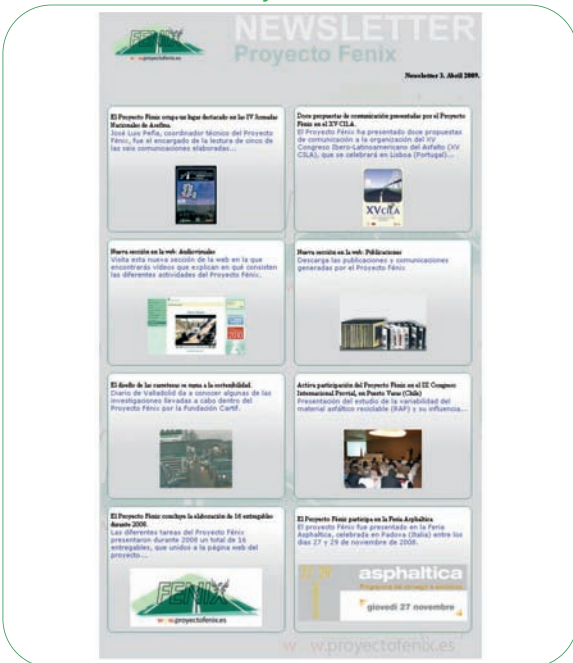 NEWSLETTER
Proyecto Fenix
FENIX
www.proyectofenix.es
Newsletter 3. Abril 2009.
El Proyecto Fénix ocupa un lugar destacado en las IV Jornadas
Nacionales de Asefma.
José Luis Peña, coordinador técnico del Proyecto
Fénix, fue el encargado de la lectura de cinco de
las seis comunicaciones elaboradas...
Doce propuestas de comunicación presentadas por el Proyecto
Fénix en el XV CILA.
El Proyecto Fénix ha presentado doce propuestas
de comunicación a la organización del XV
Congreso Ibero-Latinoamericano del Asfalto (XV
CILA), que se celebrará en Lisboa (Portugal)...
XVCILA
Nueva sección en la web: Audiovisuales
Visita esta nueva sección de la web en la que
encontrarás vídeos que explican en qué consisten
las diferentes actividades del Proyecto Fénix.
Nueva sección en la web: Publicaciones
Descarga las publicaciones y comunicaciones
generadas por el Proyecto Fénix
El diseño de las carreteras se suma a la sostenibilidad.
Diario de Valladolid da a conocer algunas de las
investigaciones llevadas a cabo dentro del
Proyecto Fénix por la Fundación Cartif.
Activa participación del Proyecto Fénix en el IX Congreso
Internacional Provial, en Puerto Varas (Chile)
Presentación del estudio de la variabilidad del
material asfáltico reciclable (RAP) y su influencia...
El Proyecto Fénix concluye la elaboración de 16 entregables
durante 2008.
Las diferentes tareas del Proyecto Fénix
presentaron durante 2008 un total de 16
entregables, que unidos a la página web del
proyecto...
FENIX
www.proyectofenix.es
El Proyecto Fénix participa en la Feria Asphaltica
El proyecto Fénix fue presentado en la Feria
Asphaltica, celebrada en Padova (Italia) entre los
días 27 y 29 de noviembre de 2008.
asphaltica
giovedì 27 novembre
www.proyectofenix.es